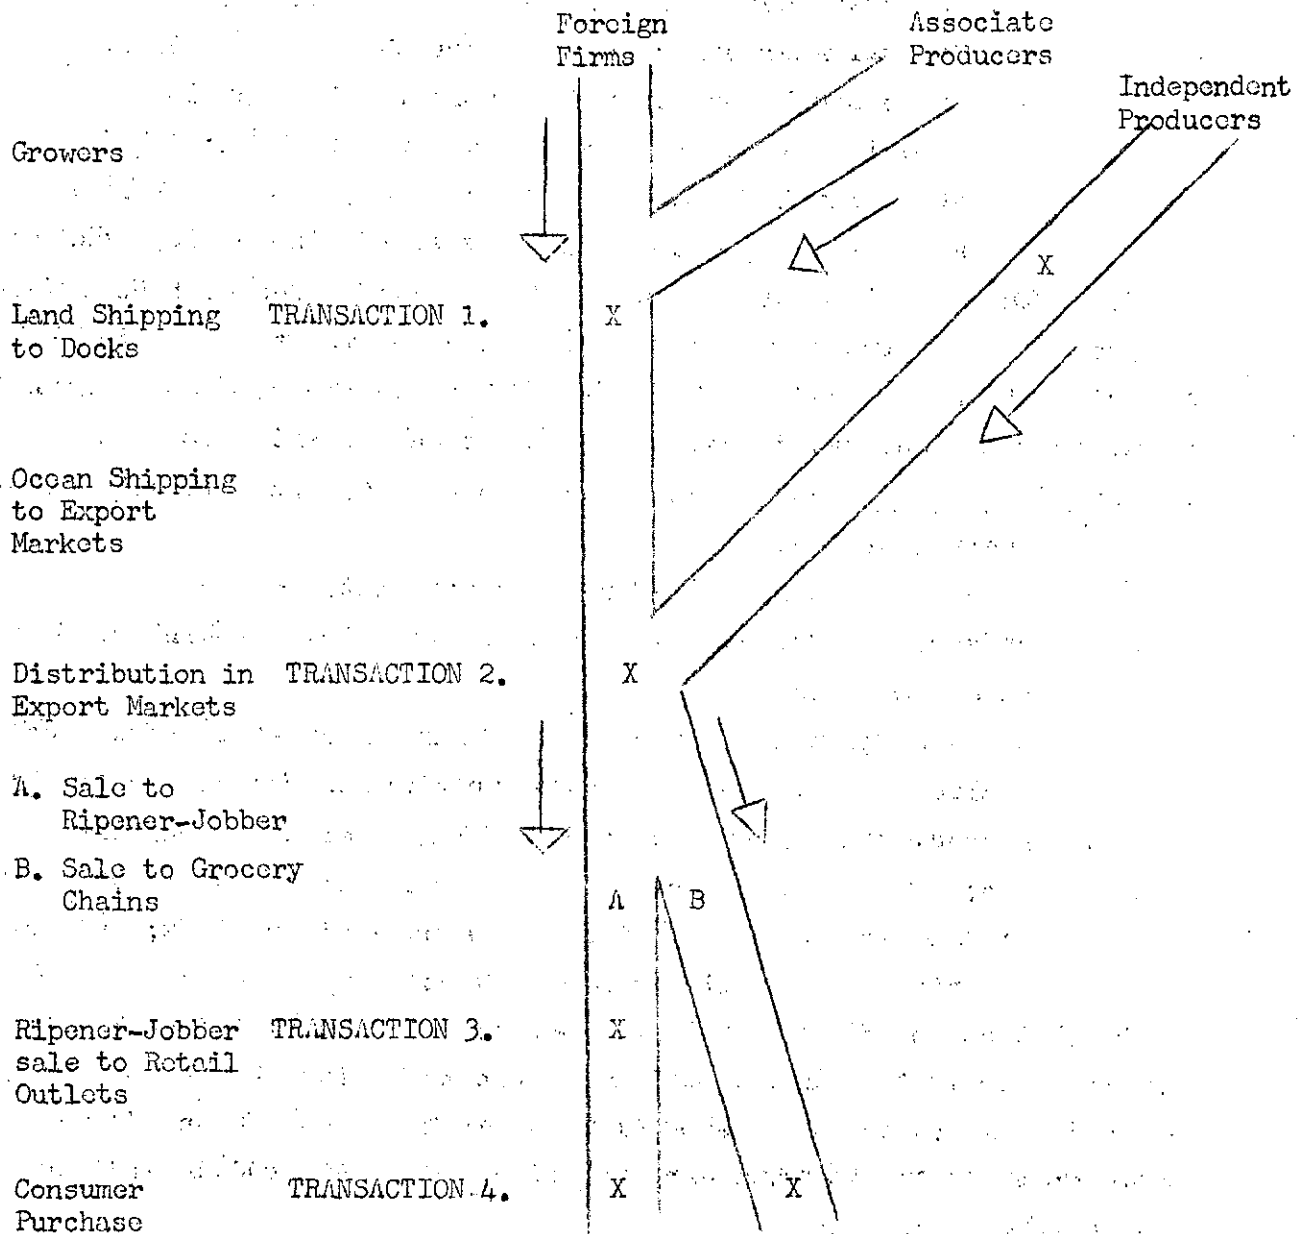 Foreign
Firms
Associate
Producers
Independent
Producers
Growers
X
Land Shipping TRANSACTION 1. X
to Docks
Ocean Shipping
to Export
Markets
Distribution in TRANSACTION 2. X
Export Markets
A. Sale to
Ripener-Jobber
B. Sale to Grocery
Chains
A B
Ripener-Jobber TRANSACTION 3. X
sale to Retail
Outlets
Consumer TRANSACTION 4. X X
Purchase